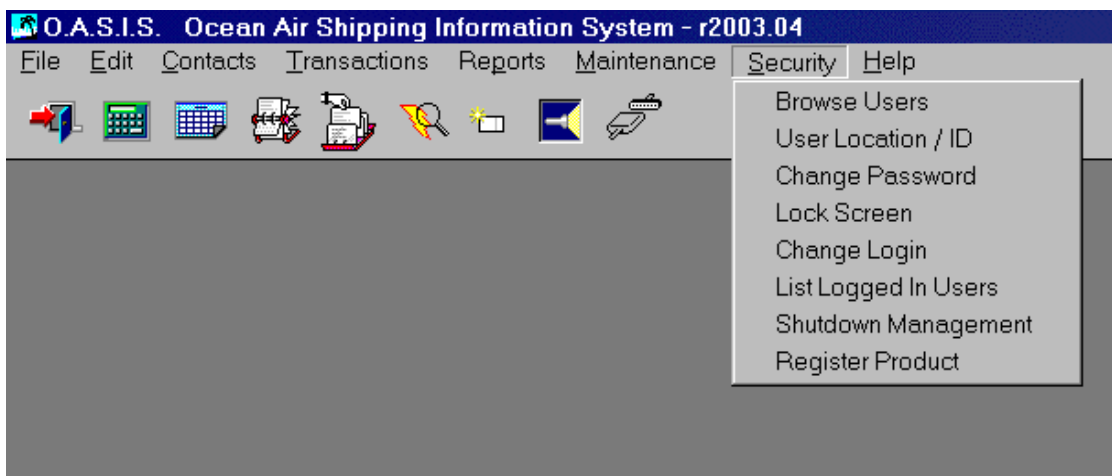 O.A.S.I.S. Ocean Air Shipping Information System - r2003.04
File Edit Contacts Transactions Reports Maintenance Security Help
Browse Users
User Location / ID
Change Password
Lock Screen
Change Login
List Logged In Users
Shutdown Management
Register Product